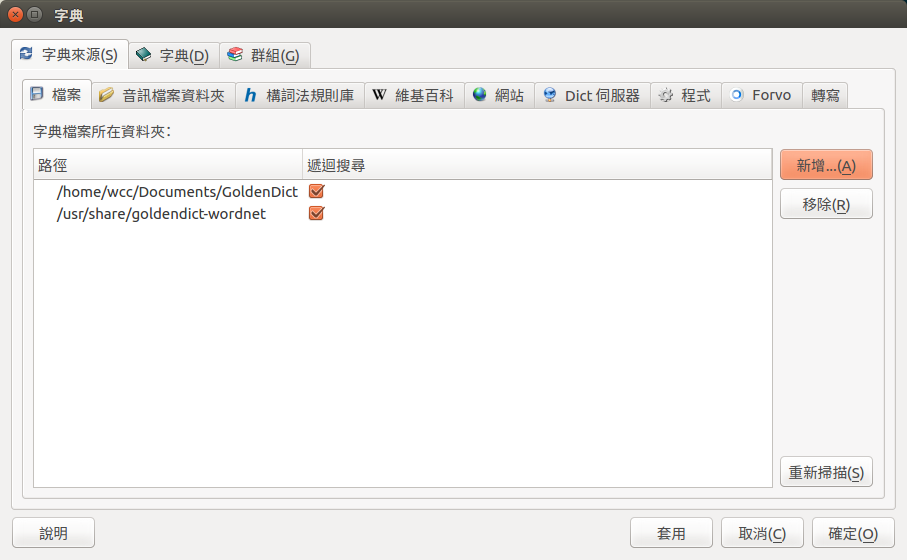 字典
字典來源(S) 字典(D) 群組(G)
檔案 音訊檔案資料夾 h 構詞法規則庫 W 維基百科 網站 Dict 伺服器 程式 Forvo 轉寫
字典檔案所在資料夾：
路徑 遞迴搜尋
新增...(A)
/home/wcc/Documents/GoldenDict
/usr/share/goldendict-wordnet
移除(R)
重新掃描(S)
說明 套用 取消(C) 確定(O)